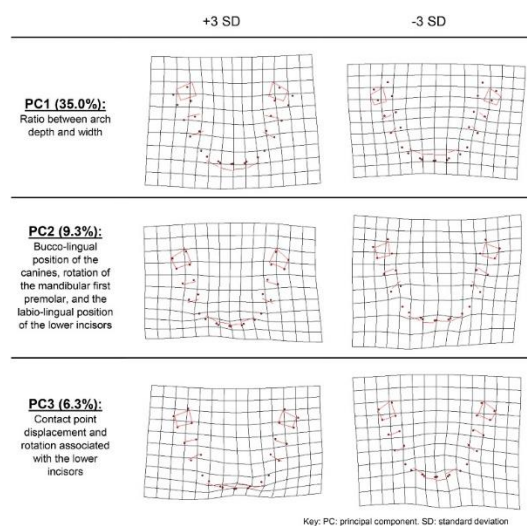 +3 SD
-3 SD
PC1 (35.0%):
Ratio between arch
depth and width
PC2 (9.3%):
Bucco-lingual
position of the
canines, rotation of
the mandibular first
premolar, and the
labio-lingual position
of the lower incisors
PC3 (6.3%):
Contact point
displacement and
rotation associated
with the lower
incisors
Key: PC: principal component. SD: standard deviation